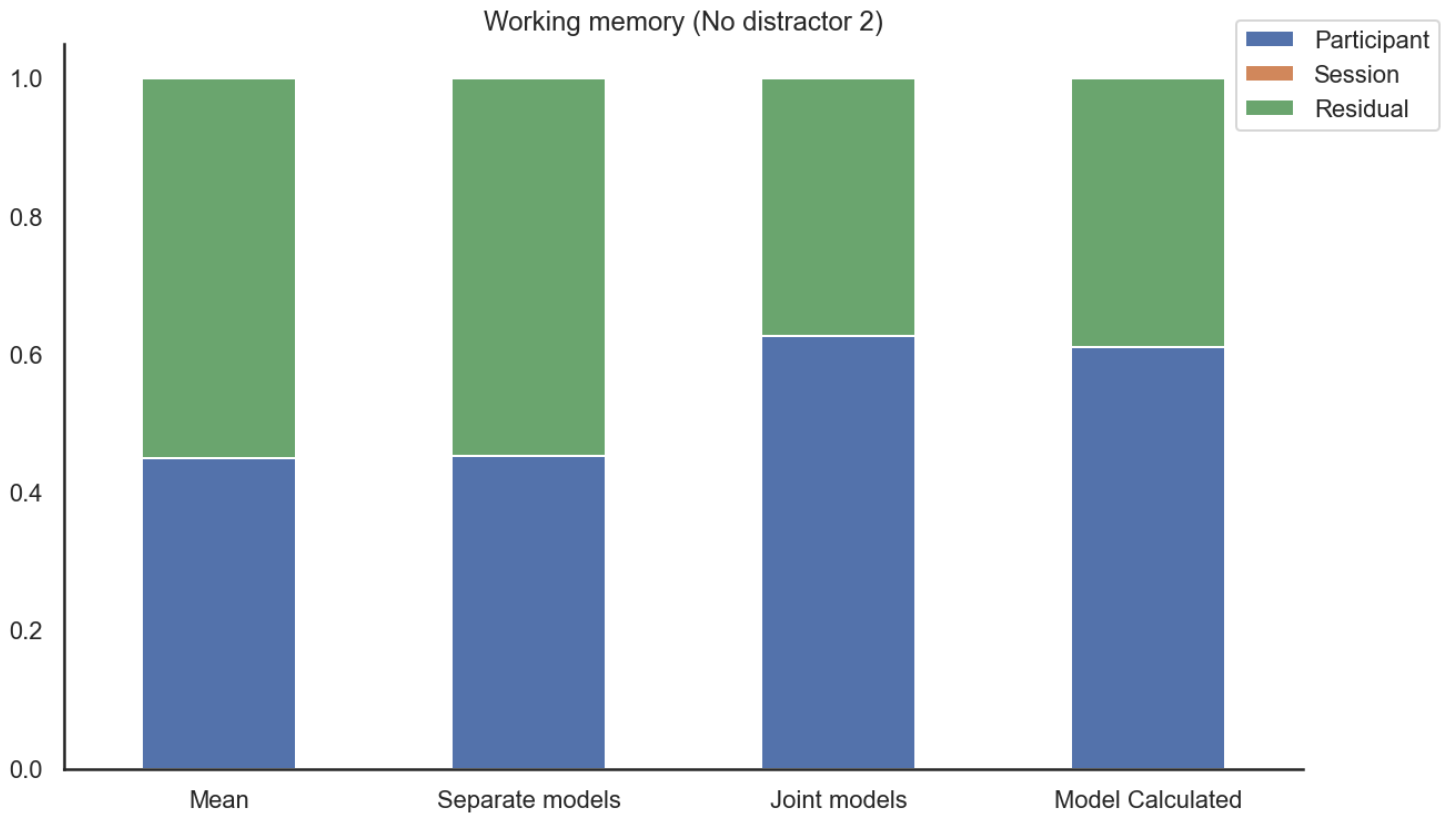 Working memory (No distractor 2)
Participant
Session
Residual
1.0
0.8
0.6
0.4
0.2
0.0
Mean Separate models Joint models Model Calculated